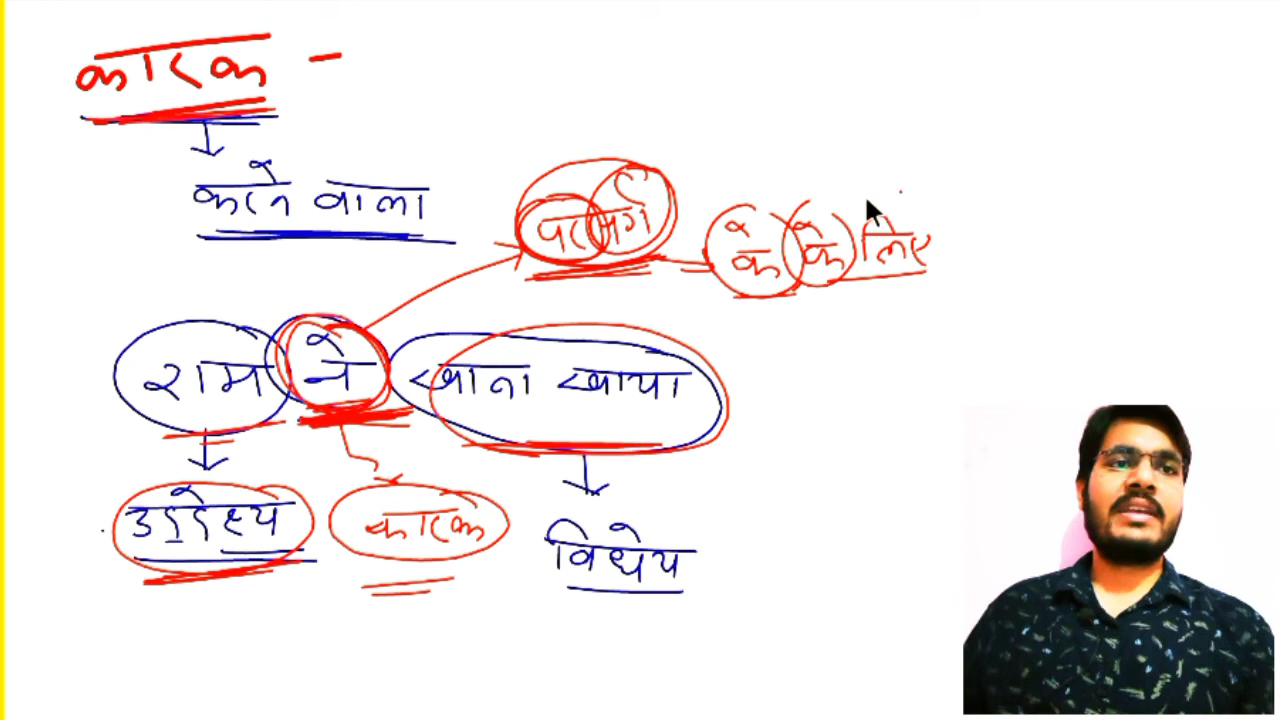 कारक -
करने वाला
परसर्ग = के के लिए
राम ने खाना खाया
उद्देश्य कारक विधेय